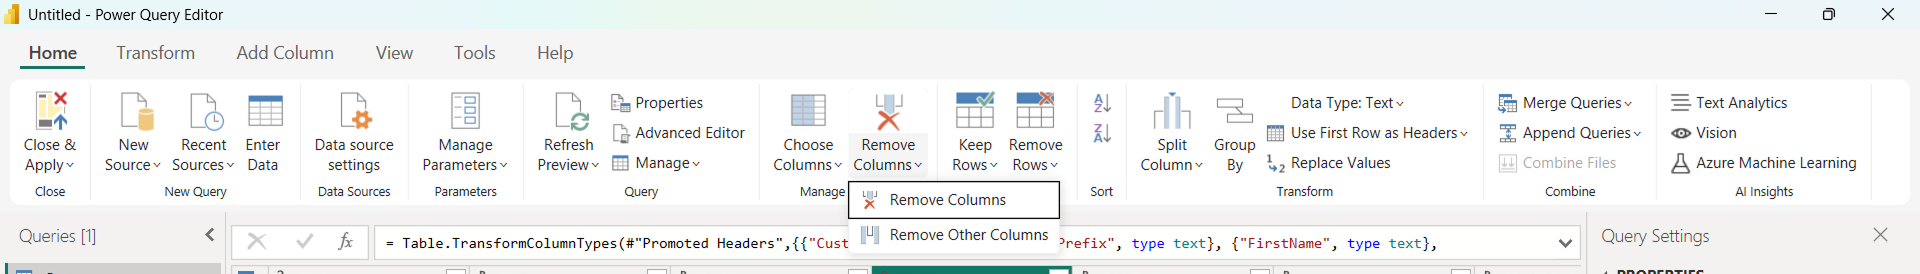 Untitled - Power Query Editor
Home Transform Add Column View Tools Help
Close & Apply
New Source
Recent Sources
Enter Data
Data source settings
Manage Parameters
Refresh Preview
Properties
Advanced Editor
Manage
Choose Columns
Remove Columns
Keep Rows
Remove Rows
Split Column
Group By
Data Type: Text
Use First Row as Headers
Replace Values
Merge Queries
Append Queries
Combine Files
Text Analytics
Vision
Azure Machine Learning
Close
New Query
Data Sources
Parameters
Query
Manage
Sort
Transform
Combine
AI Insights
Remove Columns
Remove Other Columns
Queries [1]
fx
= Table.TransformColumnTypes(#"Promoted Headers",{{"Cust
Prefix", type text}, {"FirstName", type text},
Query Settings
PROPERTIES